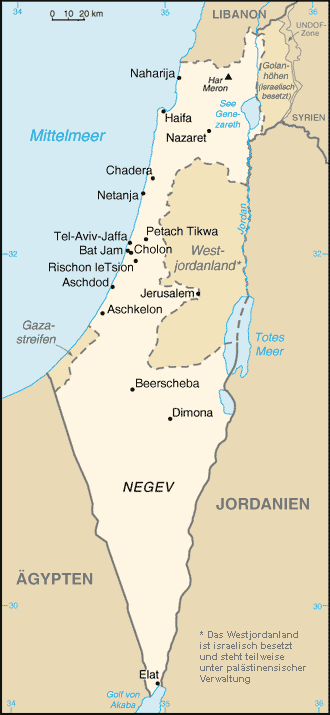 0 10 20 km
LIBANON
UNDOF-
Zone
Naharija
Har
Meron
Golan-
höhen
(israelisch
besetzt)
Haifa
See
Gene-
zareth
SYRIEN
Mittelmeer
Nazaret
Chadera
Netanja
Jordan
Tel-Aviv-Jaffa
Petach Tikwa
Bat Jam
Cholon
West-
jordanland*
32
32
Rischon leTsion
Aschdod
Jerusalem
Aschkelon
Gaza-
streifen
Totes
Meer
Beerscheba
Dimona
NEGEV
JORDANIEN
ÄGYPTEN
30
30
* Das Westjordanland
ist israelisch besetzt
und steht teilweise
unter palästinensischer
Verwaltung
Elat
Golf von
Akaba
34
36